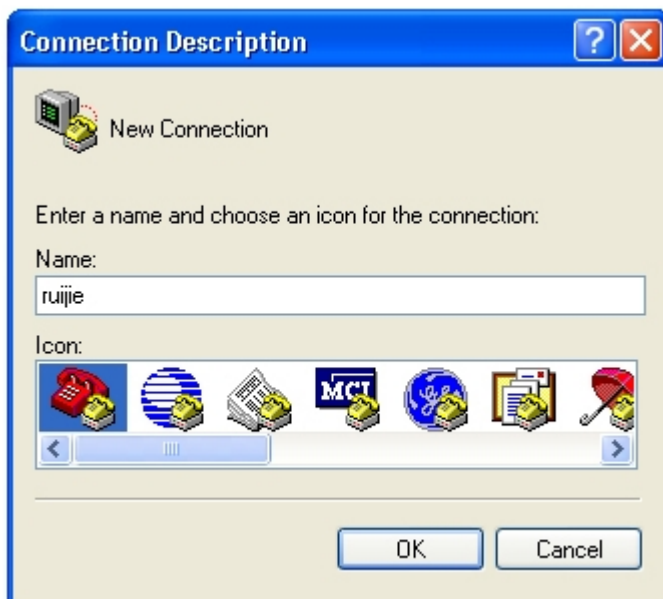 Connection Description
New Connection
Enter a name and choose an icon for the connection:
Name:
ruijie
Icon:
MCI
OK Cancel